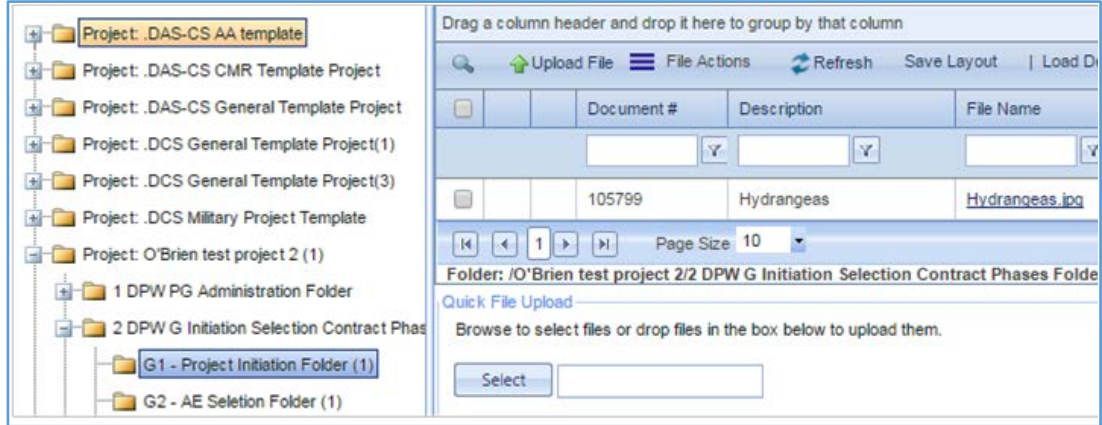 Project: .DAS-CS AA template
Project: .DAS-CS CMR Template Project
Project: .DAS-CS General Template Project
Project: .DCS General Template Project(1)
Project: .DCS General Template Project(3)
Project: .DCS Military Project Template
Project: O'Brien test project 2 (1)
1 DPW PG Administration Folder
2 DPW G Initiation Selection Contract Phas
G1 - Project Initiation Folder (1)
G2 - AE Seletion Folder (1)
Drag a column header and drop it here to group by that column
Upload File File Actions Refresh Save Layout | Load D
Document # Description File Name
105799 Hydrangeas Hydrangeas.jpg
1 Page Size 10
Folder: /O'Brien test project 2/2 DPW G Initiation Selection Contract Phases Folde
Quick File Upload
Browse to select files or drop files in the box below to upload them.
Select